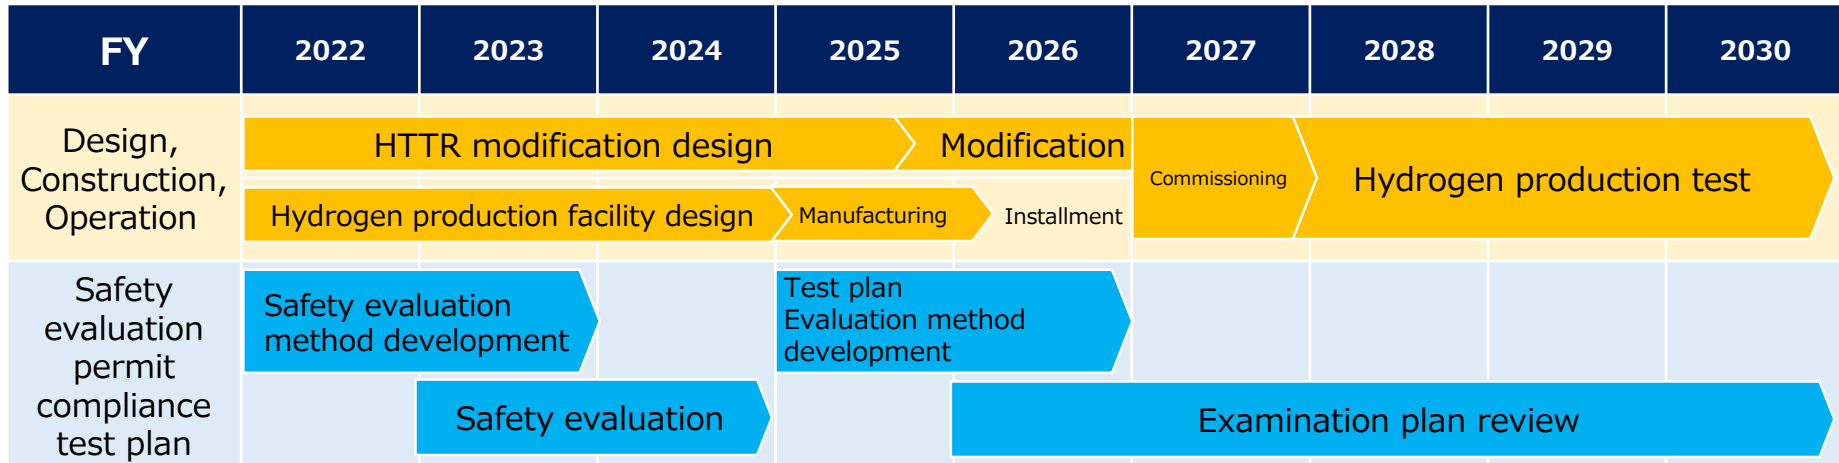 FY 2022 2023 2024 2025 2026 2027 2028 2029 2030
Design,
Construction,
Operation
HTTR modification design
Modification
Hydrogen production facility design
Manufacturing
Installment
Commissioning
Hydrogen production test
Safety
evaluation
permit
compliance
test plan
Safety evaluation
method development
Safety evaluation
Test plan
Evaluation method
development
Examination plan review